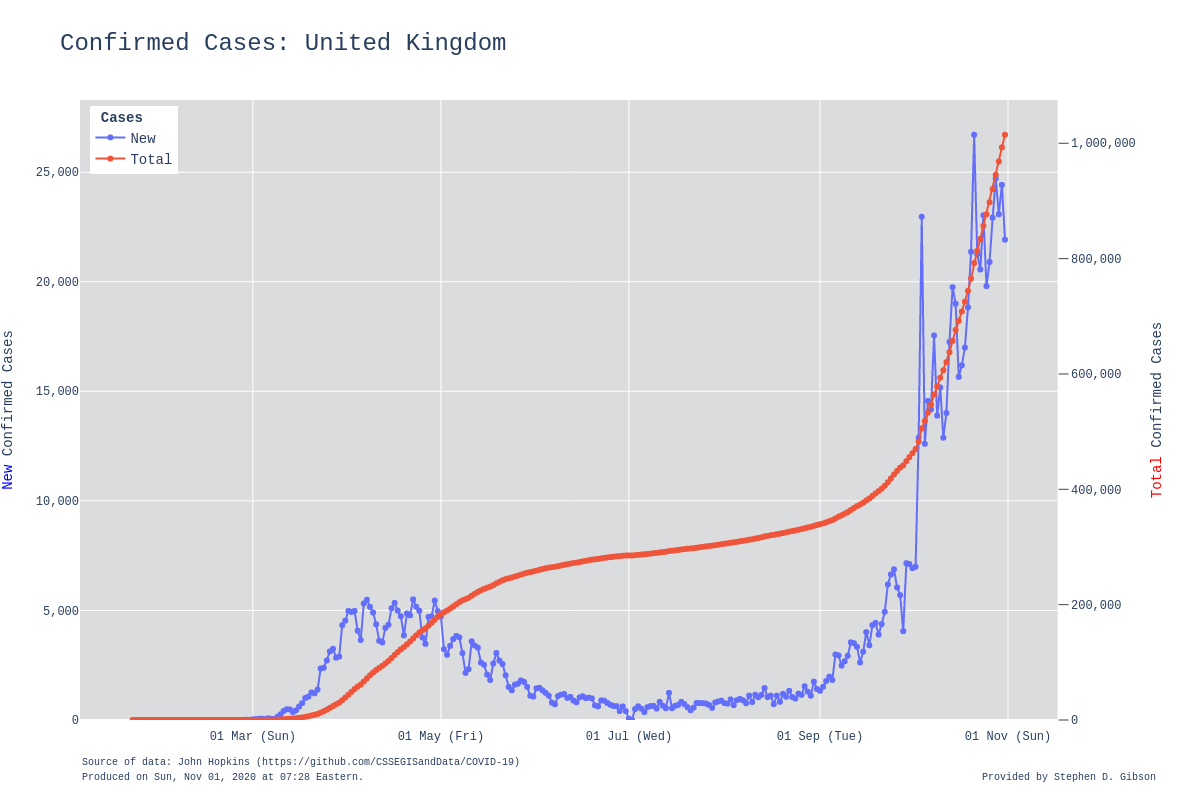 Confirmed Cases: United Kingdom
Cases
New
Total
25,000
20,000
15,000
10,000
5,000
0
New Confirmed Cases
1,000,000
800,000
600,000
400,000
200,000
0
Total Confirmed Cases
01 Mar (Sun) 01 May (Fri) 01 Jul (Wed) 01 Sep (Tue) 01 Nov (Sun)
Source of data: John Hopkins (https://github.com/CSSEGISandData/COVID-19)
Produced on Sun, Nov 01, 2020 at 07:28 Eastern.
Provided by Stephen D. Gibson